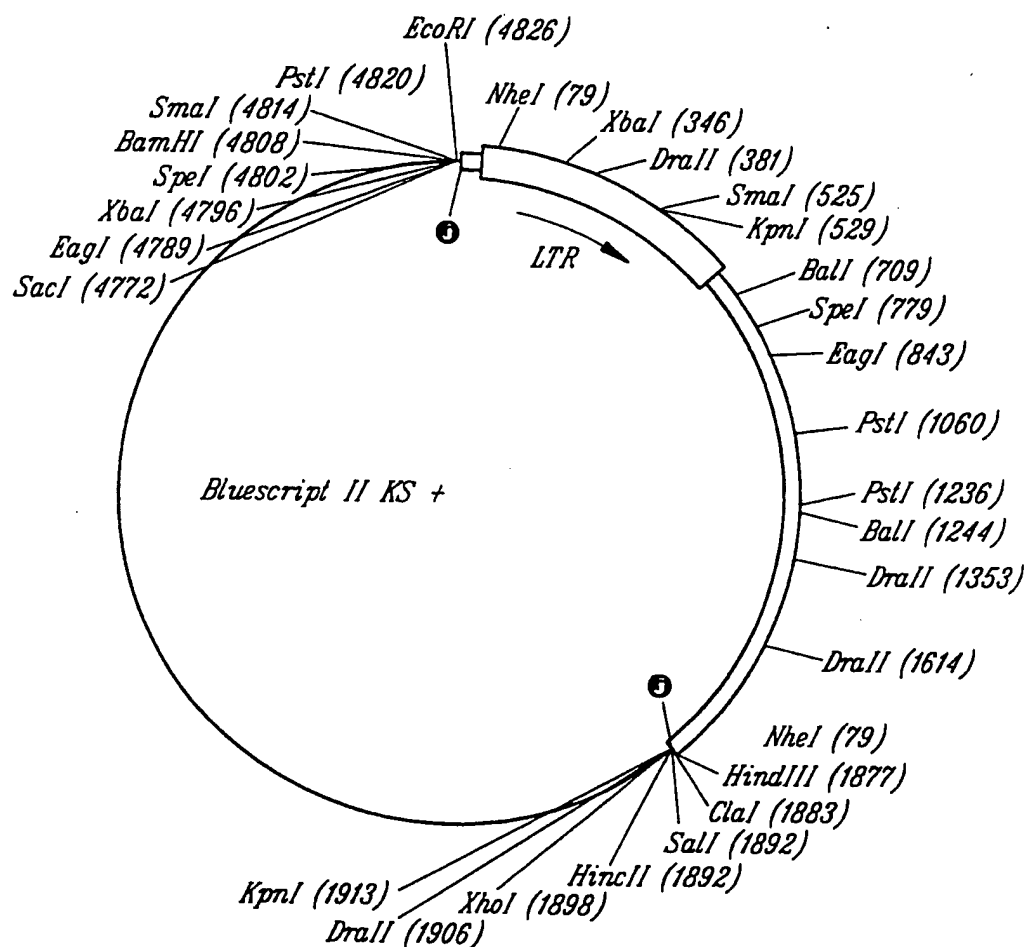 EcoRI (4826)
PstI (4820)
SmaI (4814)
BamHI (4808)
SpeI (4802)
XbaI (4796)
EagI (4789)
SacI (4772)
NheI (79)
XbaI (346)
DraII (381)
SmaI (525)
KpnI (529)
BalI (709)
SpeI (779)
EagI (843)
PstI (1060)
PstI (1236)
BalI (1244)
DraII (1353)
DraII (1614)
j
LTR
Bluescript II KS +
j
NheI (79)
HindIII (1877)
ClaI (1883)
SalI (1892)
HincII (1892)
XhoI (1898)
DraII (1906)
KpnI (1913)